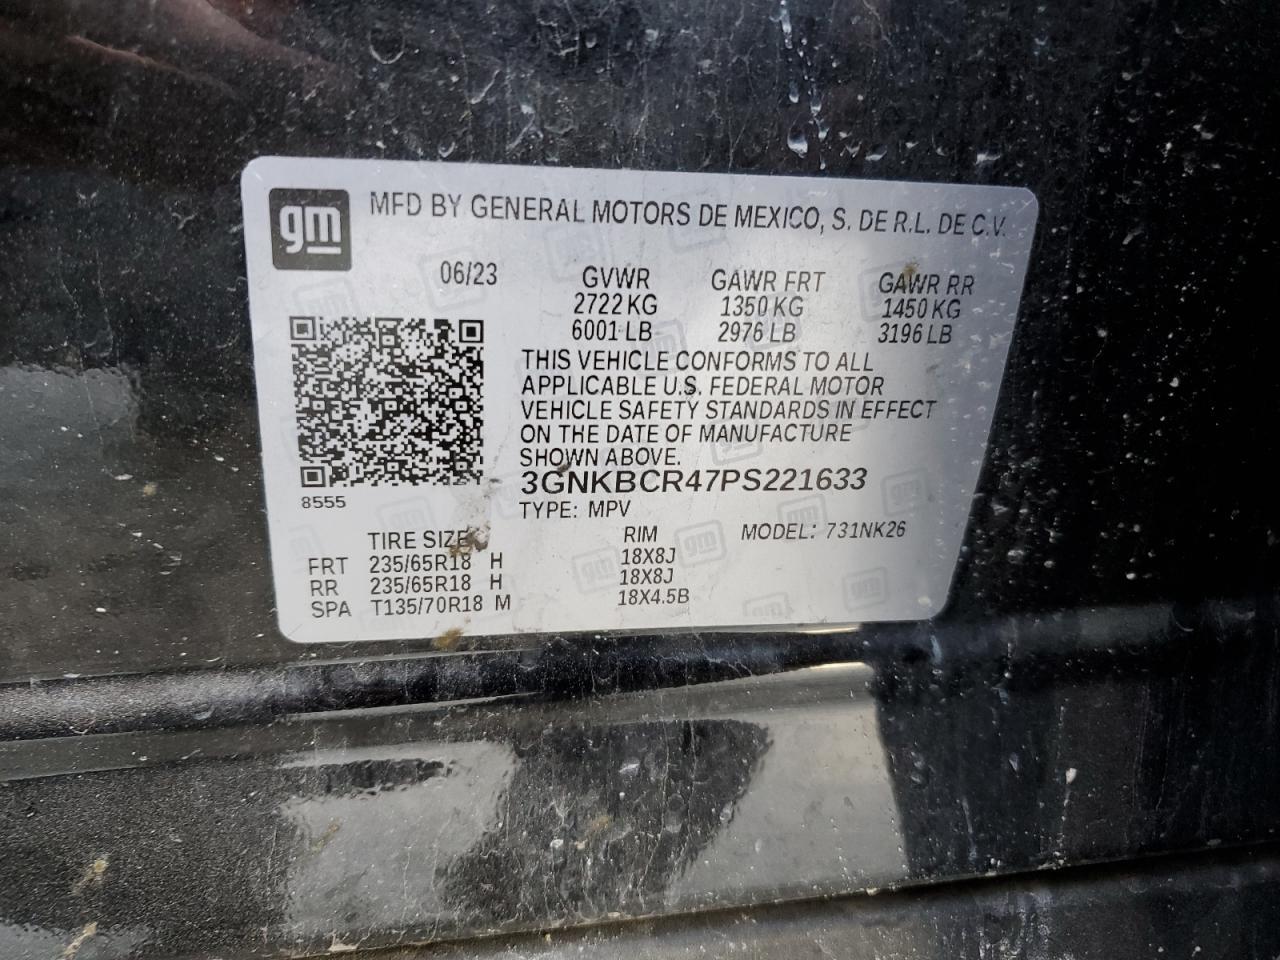 gm MFD BY GENERAL MOTORS DE MEXICO, S. DE R.L. DE C.V.
06/23 GVWR GAWR FRT GAWR RR
2722 KG 1350 KG 1450 KG
6001 LB 2976 LB 3196 LB
THIS VEHICLE CONFORMS TO ALL
APPLICABLE U.S. FEDERAL MOTOR
VEHICLE SAFETY STANDARDS IN EFFECT
ON THE DATE OF MANUFACTURE
SHOWN ABOVE.
3GNKBCR47PS221633
8555
TYPE: MPV
TIRE SIZE RIM MODEL: 731NK26
FRT 235/65R18 H 18X8J
RR 235/65R18 H 18X8J
SPA T135/70R18 M 18X4.5B